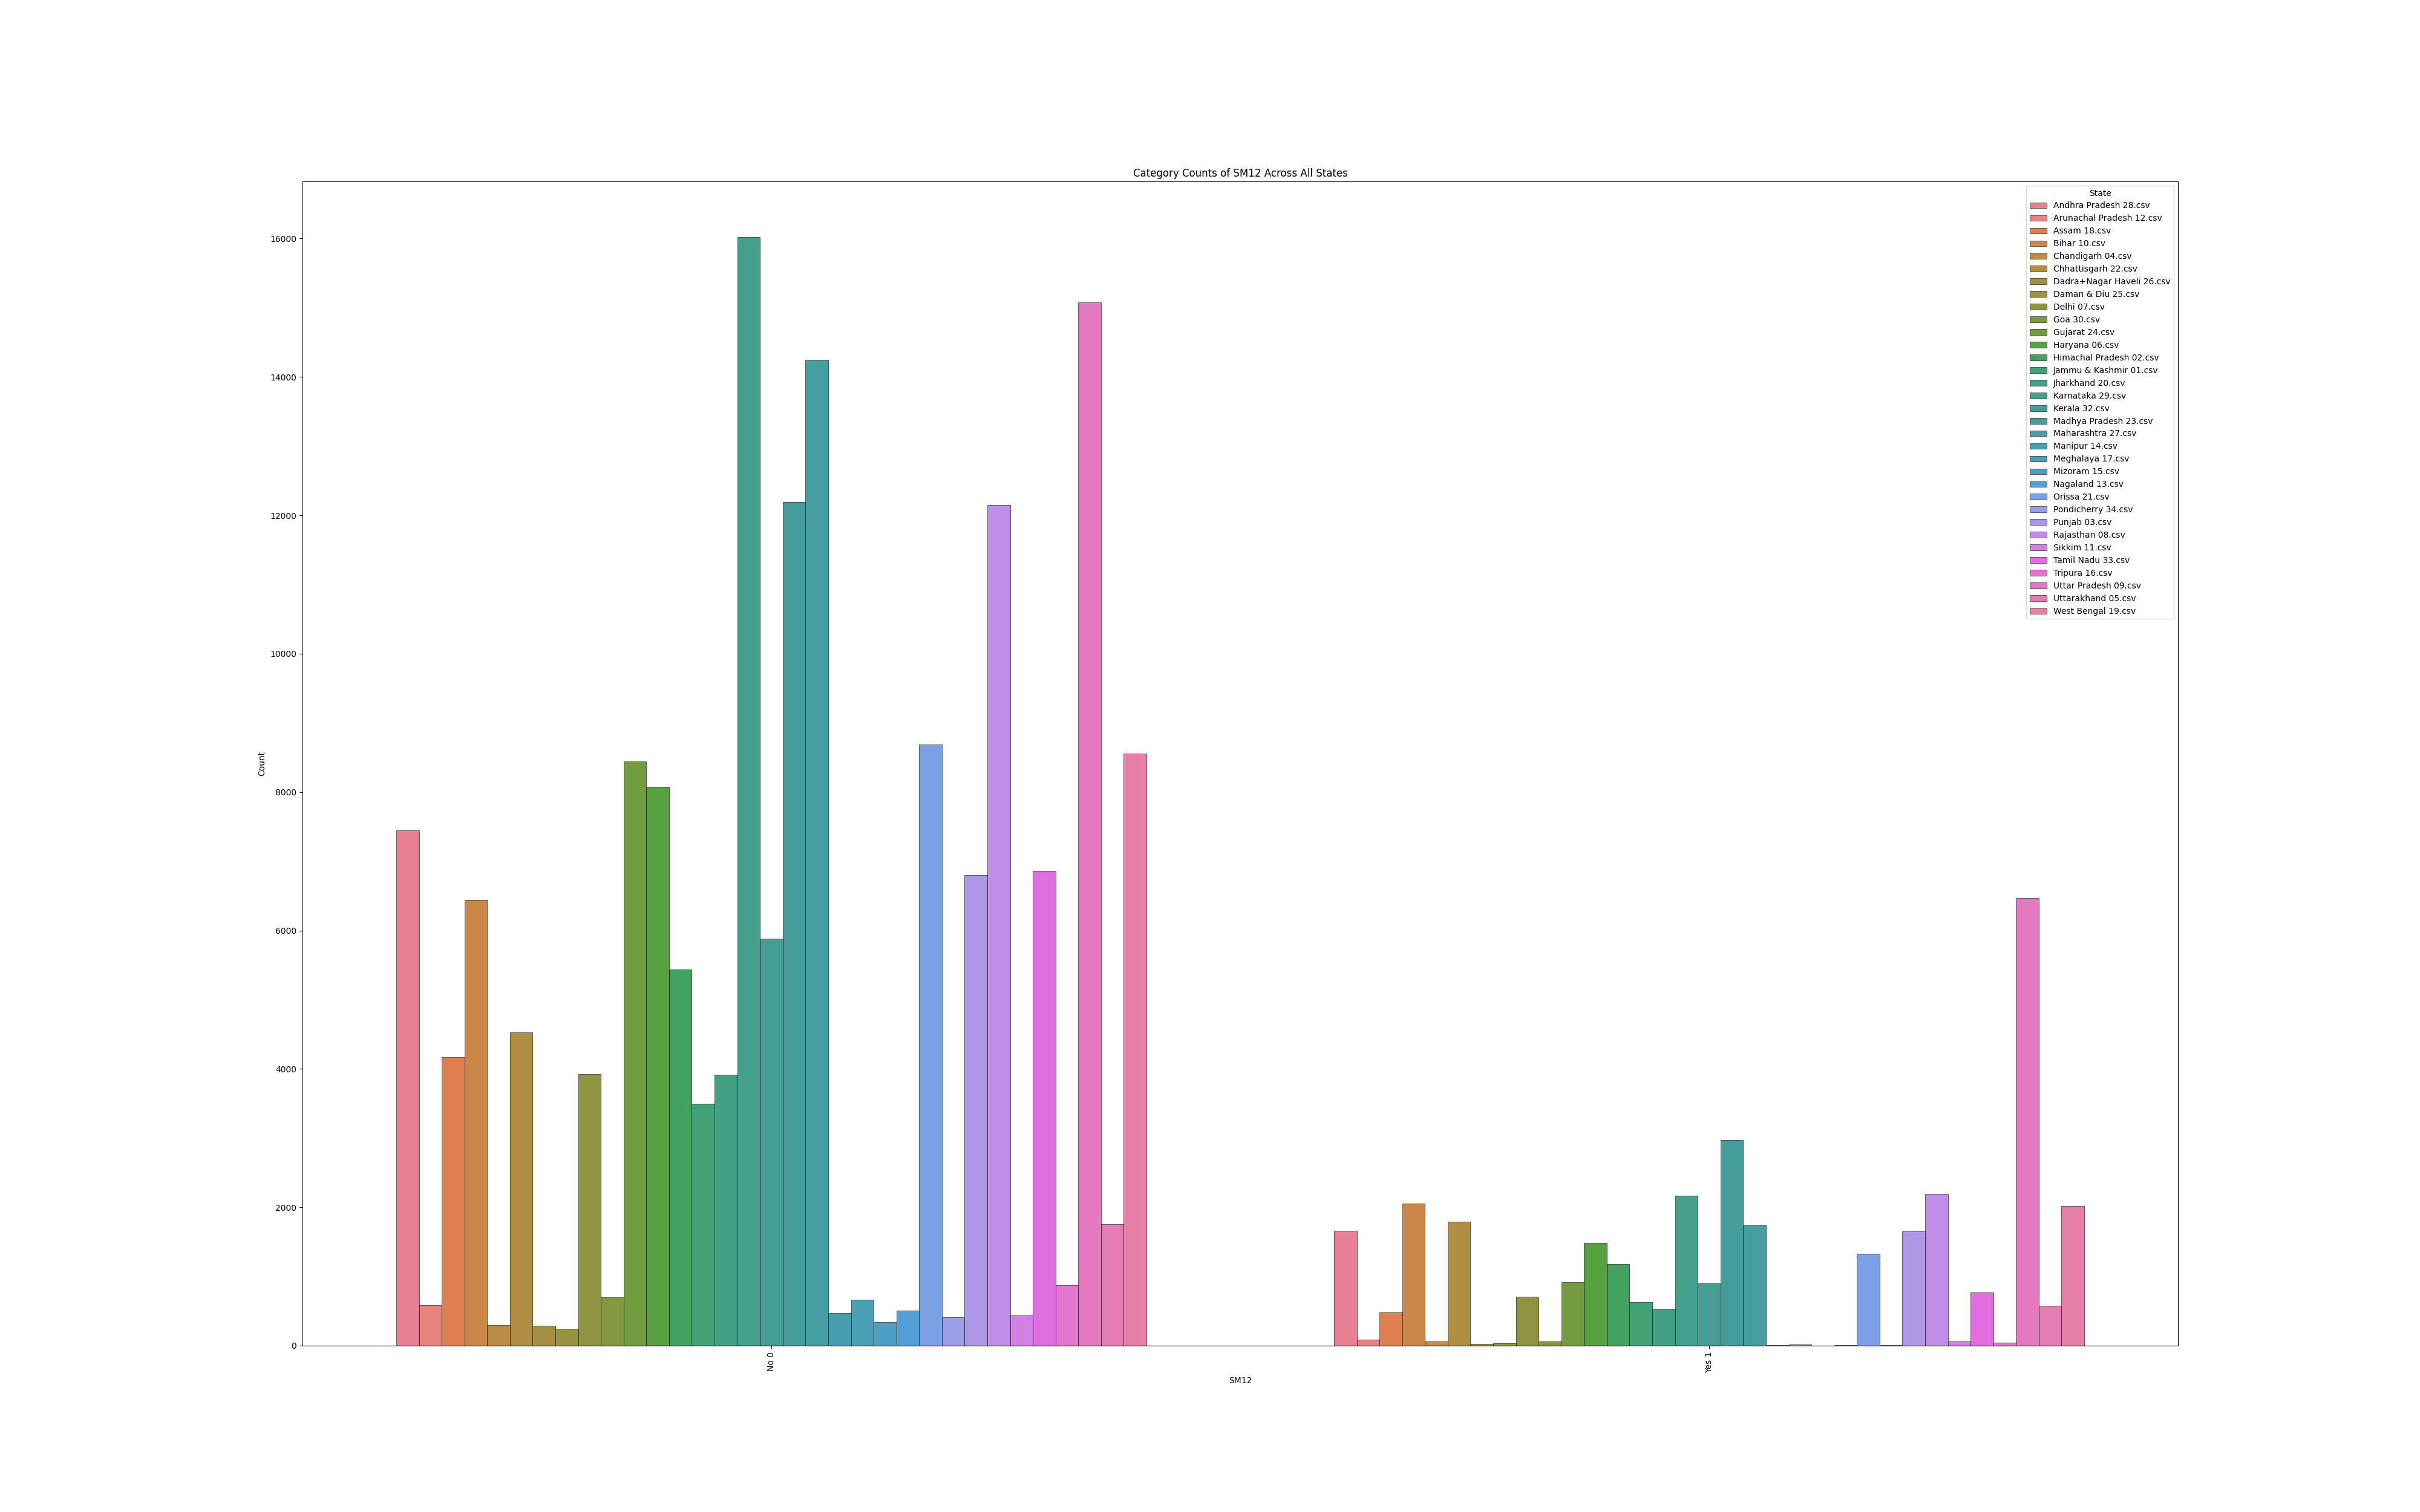 Category Counts of SM12 Across All States
State
Andhra Pradesh 28.csv
Arunachal Pradesh 12.csv
Assam 18.csv
Bihar 10.csv
Chandigarh 04.csv
Chhattisgarh 22.csv
Dadra+Nagar Haveli 26.csv
Daman & Diu 25.csv
Delhi 07.csv
Goa 30.csv
Gujarat 24.csv
Haryana 06.csv
Himachal Pradesh 02.csv
Jammu & Kashmir 01.csv
Jharkhand 20.csv
Karnataka 29.csv
Kerala 32.csv
Madhya Pradesh 23.csv
Maharashtra 27.csv
Manipur 14.csv
Meghalaya 17.csv
Mizoram 15.csv
Nagaland 13.csv
Orissa 21.csv
Pondicherry 34.csv
Punjab 03.csv
Rajasthan 08.csv
Sikkim 11.csv
Tamil Nadu 33.csv
Tripura 16.csv
Uttar Pradesh 09.csv
Uttarakhand 05.csv
West Bengal 19.csv
16000
14000
12000
10000
8000
6000
4000
2000
0
Count
No 0
Yes 1
SM12